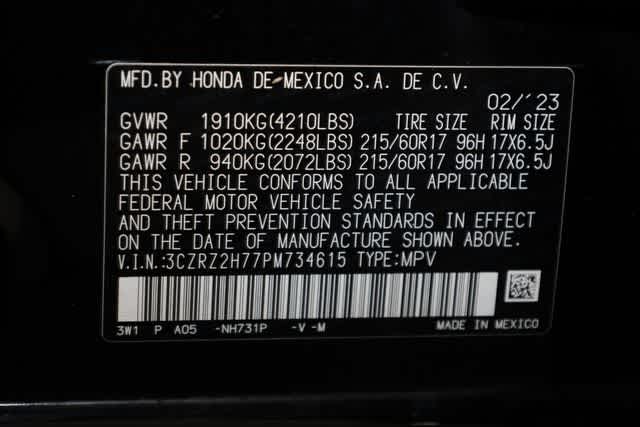 MFD.BY HONDA DE MEXICO S.A. DE C.V.
02/'23
GVWR 1910KG(4210LBS) TIRE SIZE RIM SIZE
GAWR F 1020KG(2248LBS) 215/60R17 96H 17X6.5J
GAWR R 940KG(2072LBS) 215/60R17 96H 17X6.5J
THIS VEHICLE CONFORMS TO ALL APPLICABLE
FEDERAL MOTOR VEHICLE SAFETY
AND THEFT PREVENTION STANDARDS IN EFFECT
ON THE DATE OF MANUFACTURE SHOWN ABOVE.
V.I.N.:3CZRZ2H77PM734615 TYPE:MPV
3W1 P A05 -NH731P -V -M MADE IN MEXICO